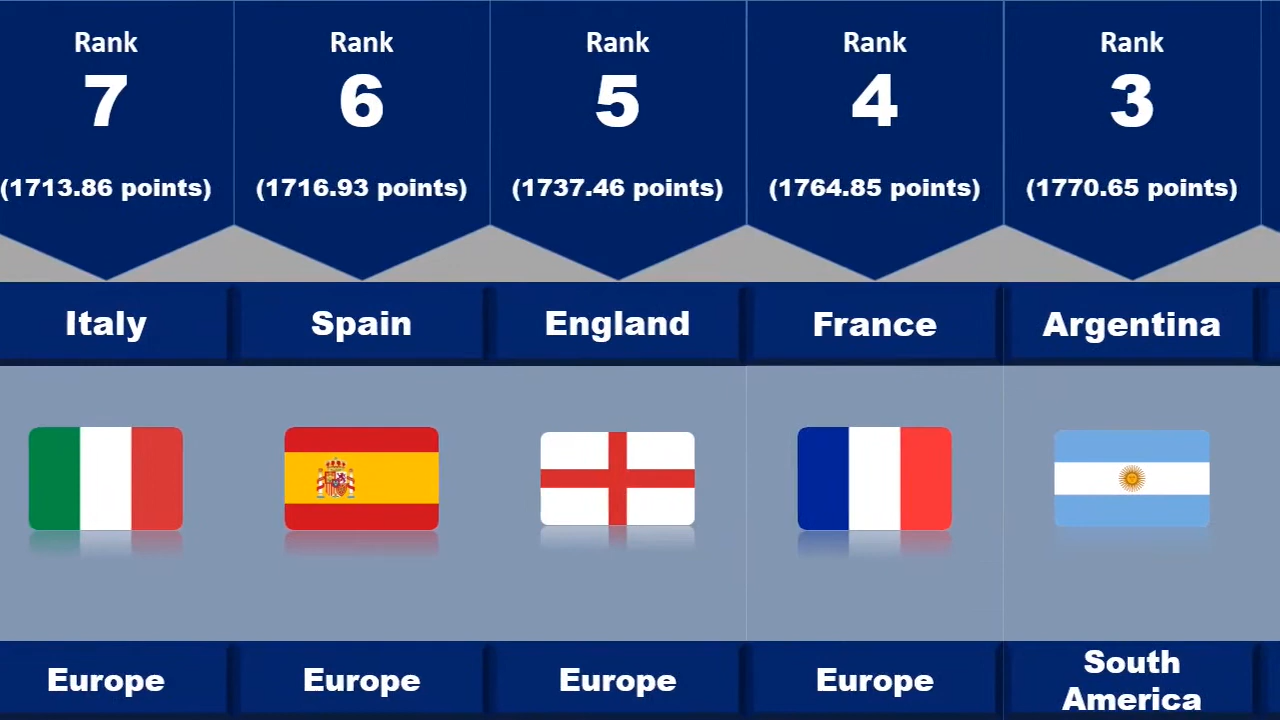 Rank
7
(1713.86 points)
Italy
Europe
Rank
6
(1716.93 points)
Spain
Europe
Rank
5
(1737.46 points)
England
Europe
Rank
4
(1764.85 points)
France
Europe
Rank
3
(1770.65 points)
Argentina
South
America